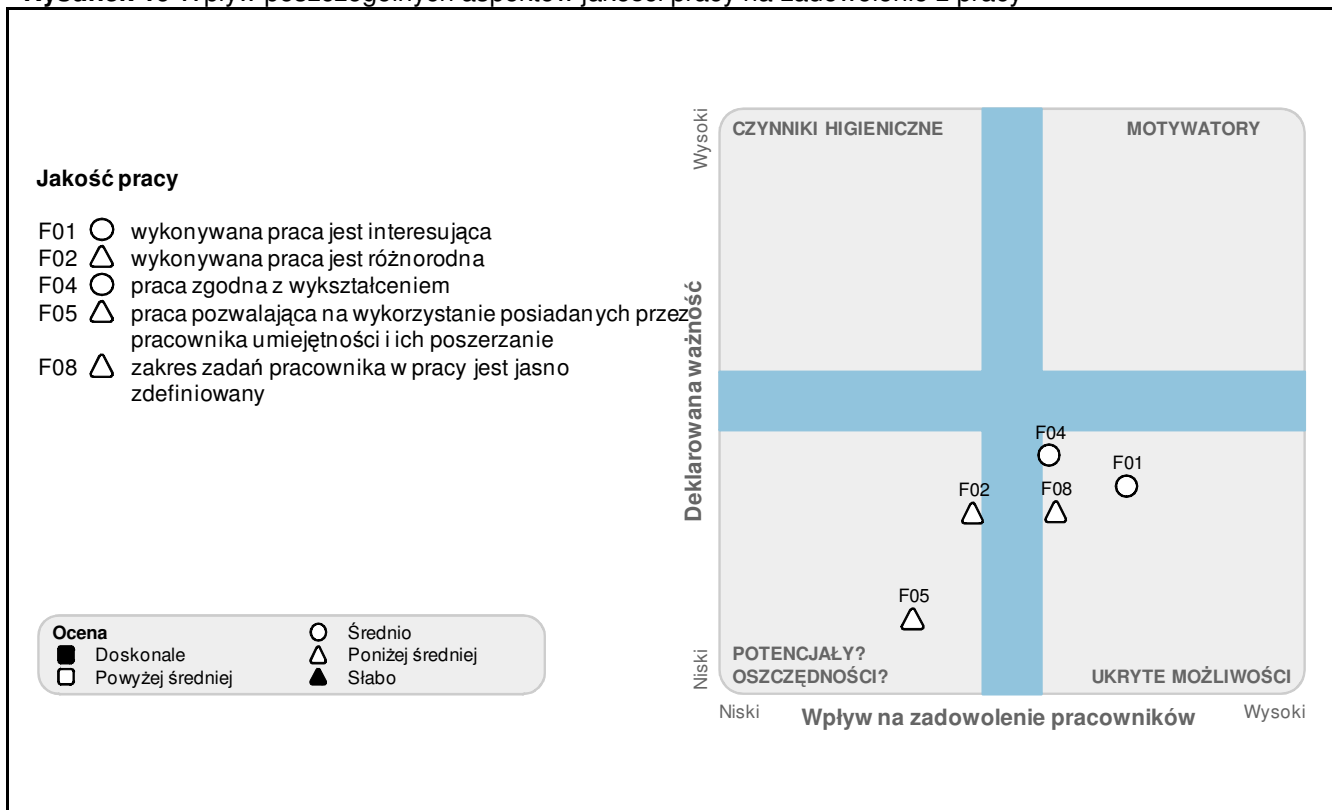 Jakość pracy
F01 wykonywana praca jest interesująca
F02 wykonywana praca jest różnorodna
F04 praca zgodna z wykształceniem
F05 praca pozwalająca na wykorzystanie posiadanych przez
pracownika umiejętności i ich poszerzanie
F08 zakres zadań pracownika w pracy jest jasno
zdefiniowany
Ocena
Doskonale
Powyżej średniej
Średnio
Poniżej średniej
Słabo
Wysoki
Deklarowana ważność
Niski
CZYNNIKI HIGIENICZNE
MOTYWATORY
F04
F01
F02
F08
F05
POTENCJAŁY?
OSZCZĘDNOŚCI?
UKRYTE MOŻLIWOŚCI
Niski
Wpływ na zadowolenie pracowników
Wysoki